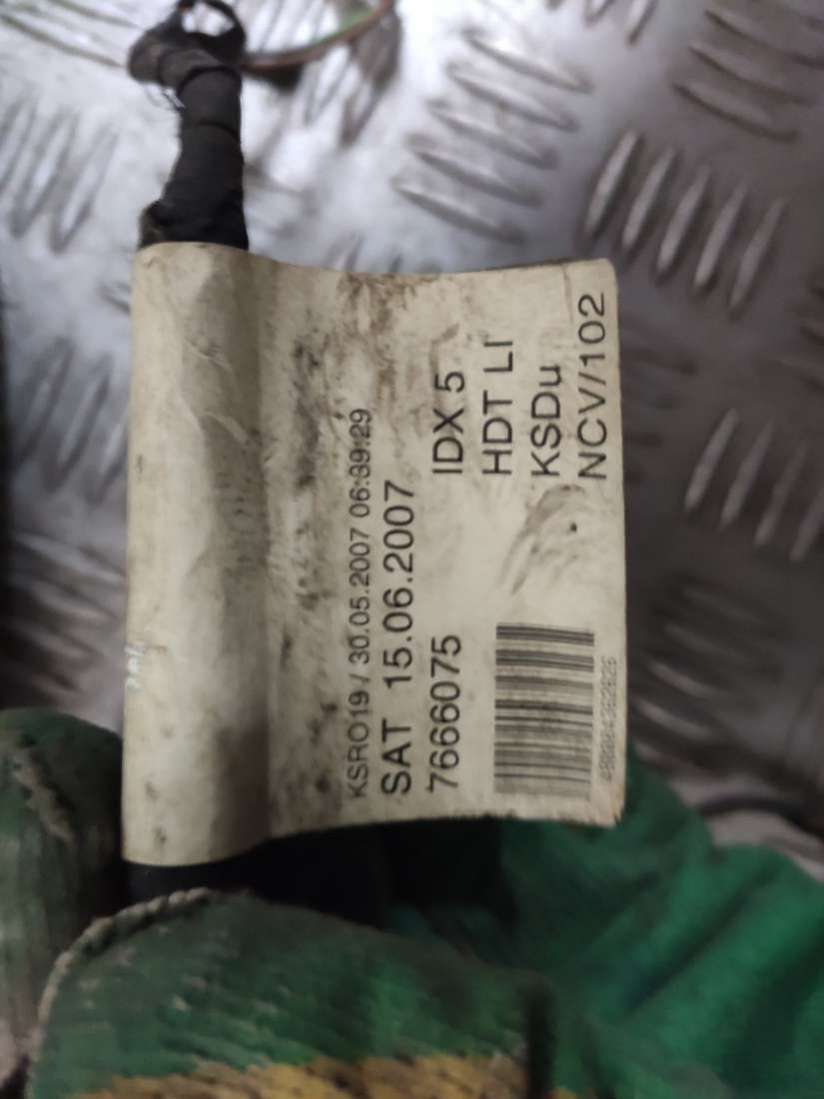 KSRO19 / 30.05.2007 06:39:29
SAT 15.06.2007
7666075 IDX 5
HDT LI
KSDu
NCV/102